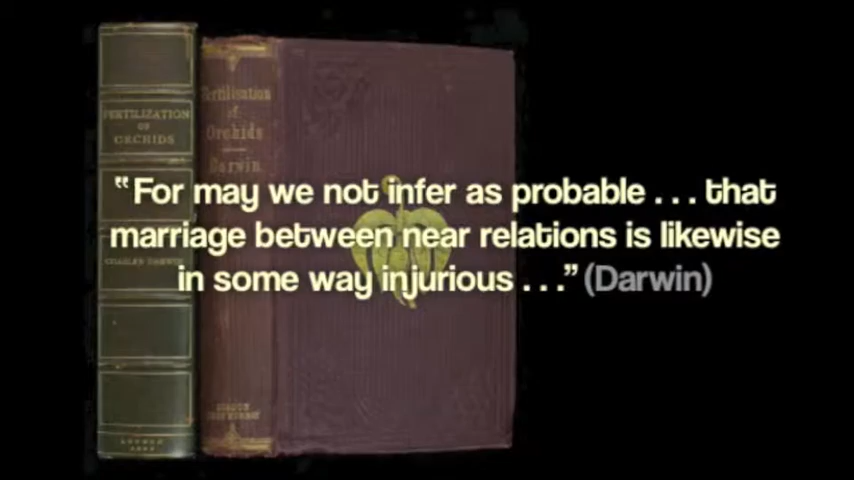 FERTILIZATION
OF
ORCHIDS
Fertilisation
of
Orchids
Darwin
“For may we not infer as probable . . . that
marriage between near relations is likewise
in some way injurious . . .” (Darwin)
CHARLES DARWIN
LONDON